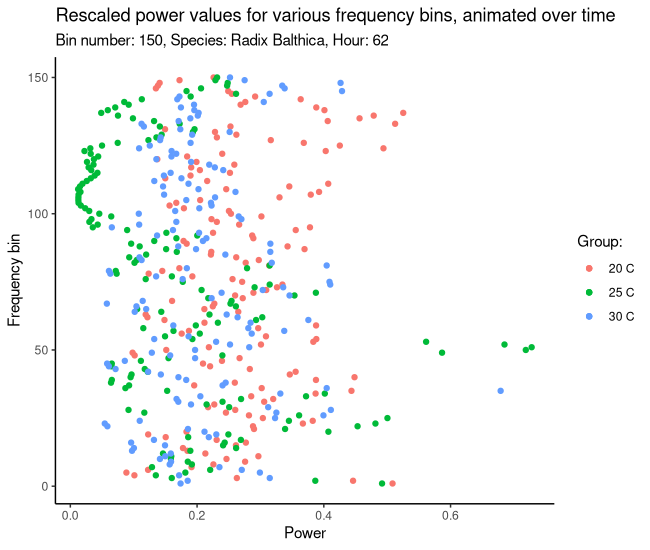 Rescaled power values for various frequency bins, animated over time
Bin number: 150, Species: Radix Balthica, Hour: 62
150
100
50
0
Frequency bin
0.0 0.2 0.4 0.6
Power
Group:
20 C
25 C
30 C